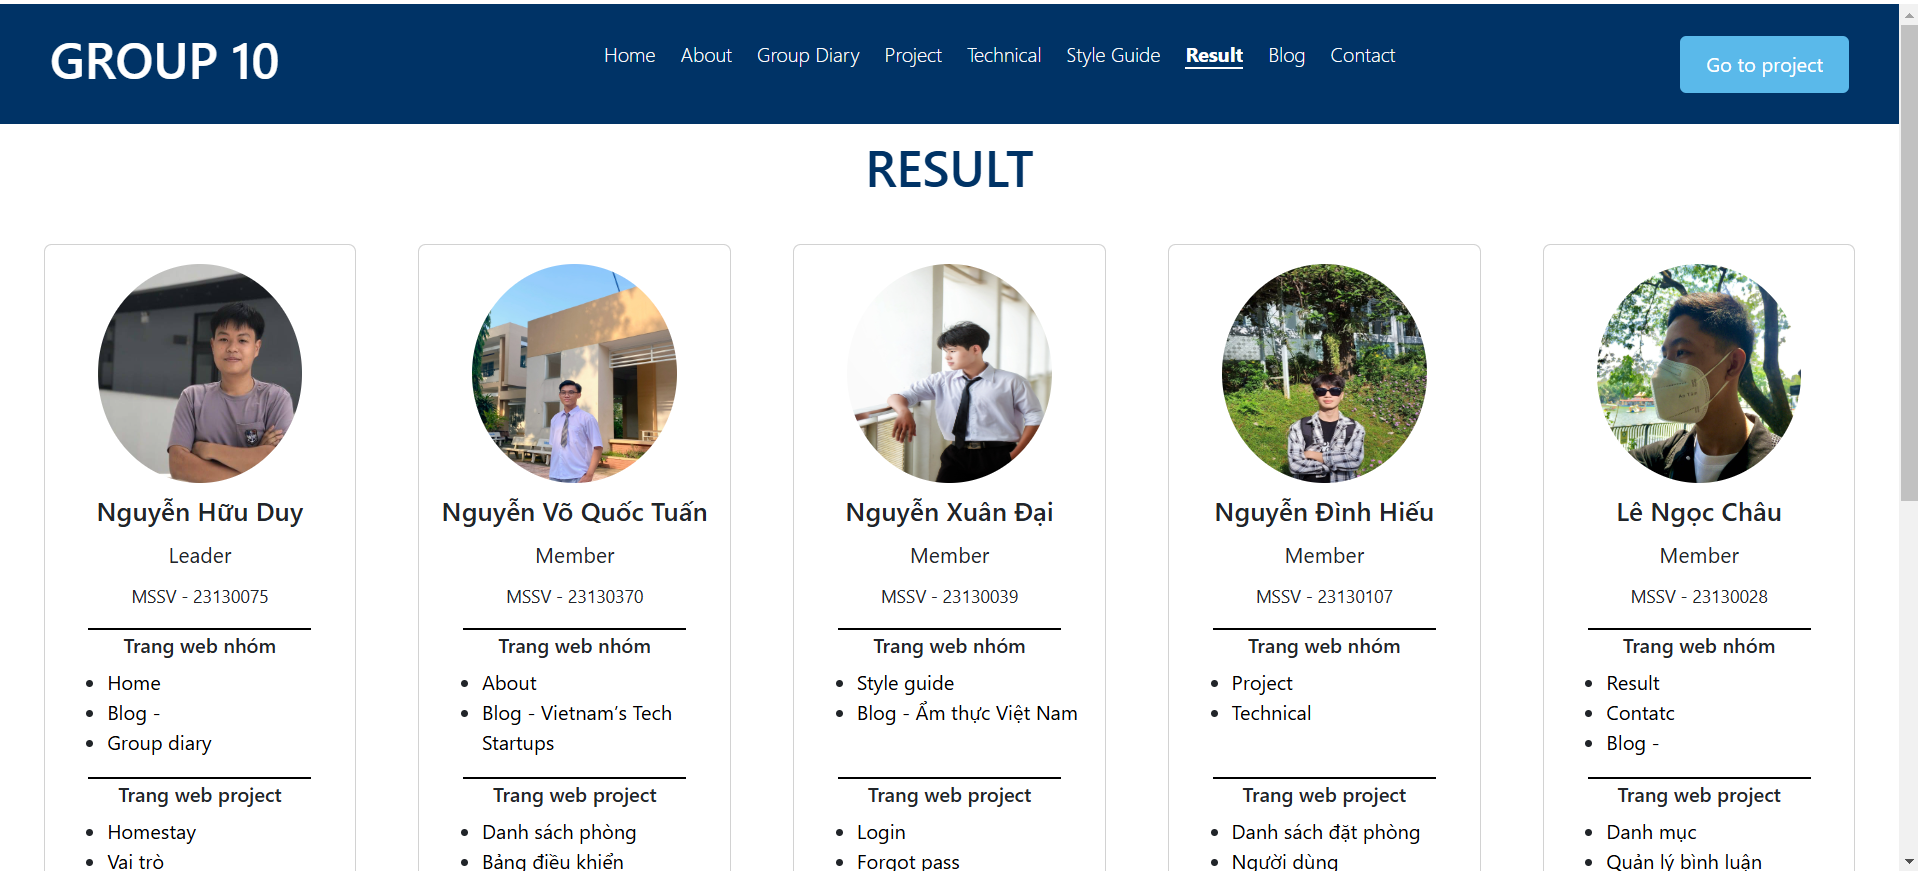 GROUP 10
Home About Group Diary Project Technical Style Guide Result Blog Contact
Go to project
RESULT
Nguyễn Hữu Duy
Leader
MSSV - 23130075
Trang web nhóm
Home
Blog -
Group diary
Trang web project
Homestay
Vai trò
Nguyễn Võ Quốc Tuấn
Member
MSSV - 23130370
Trang web nhóm
About
Blog - Vietnam's Tech
Startups
Trang web project
Danh sách phòng
Bảng điều khiển
Nguyễn Xuân Đại
Member
MSSV - 23130039
Trang web nhóm
Style guide
Blog - Ẩm thực Việt Nam
Trang web project
Login
Forgot pass
Nguyễn Đình Hiếu
Member
MSSV - 23130107
Trang web nhóm
Project
Technical
Trang web project
Danh sách đặt phòng
Người dùng
Lê Ngọc Châu
Member
MSSV - 23130028
Trang web nhóm
Result
Contatc
Blog -
Trang web project
Danh mục
Quản lý bình luận